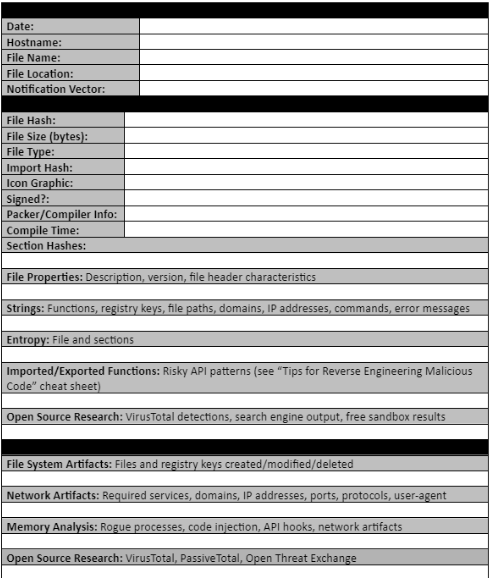 Date:
Hostname:
File Name:
File Location:
Notification Vector:
File Hash:
File Size (bytes):
File Type:
Import Hash:
Icon Graphic:
Signed?:
Packer/Compiler Info:
Compile Time:
Section Hashes:
File Properties: Description, version, file header characteristics
Strings: Functions, registry keys, file paths, domains, IP addresses, commands, error messages
Entropy: File and sections
Imported/Exported Functions: Risky API patterns (see “Tips for Reverse Engineering Malicious
Code” cheat sheet)
Open Source Research: VirusTotal detections, search engine output, free sandbox results
File System Artifacts: Files and registry keys created/modified/deleted
Network Artifacts: Required services, domains, IP addresses, ports, protocols, user-agent
Memory Analysis: Rogue processes, code injection, API hooks, network artifacts
Open Source Research: VirusTotal, PassiveTotal, Open Threat Exchange